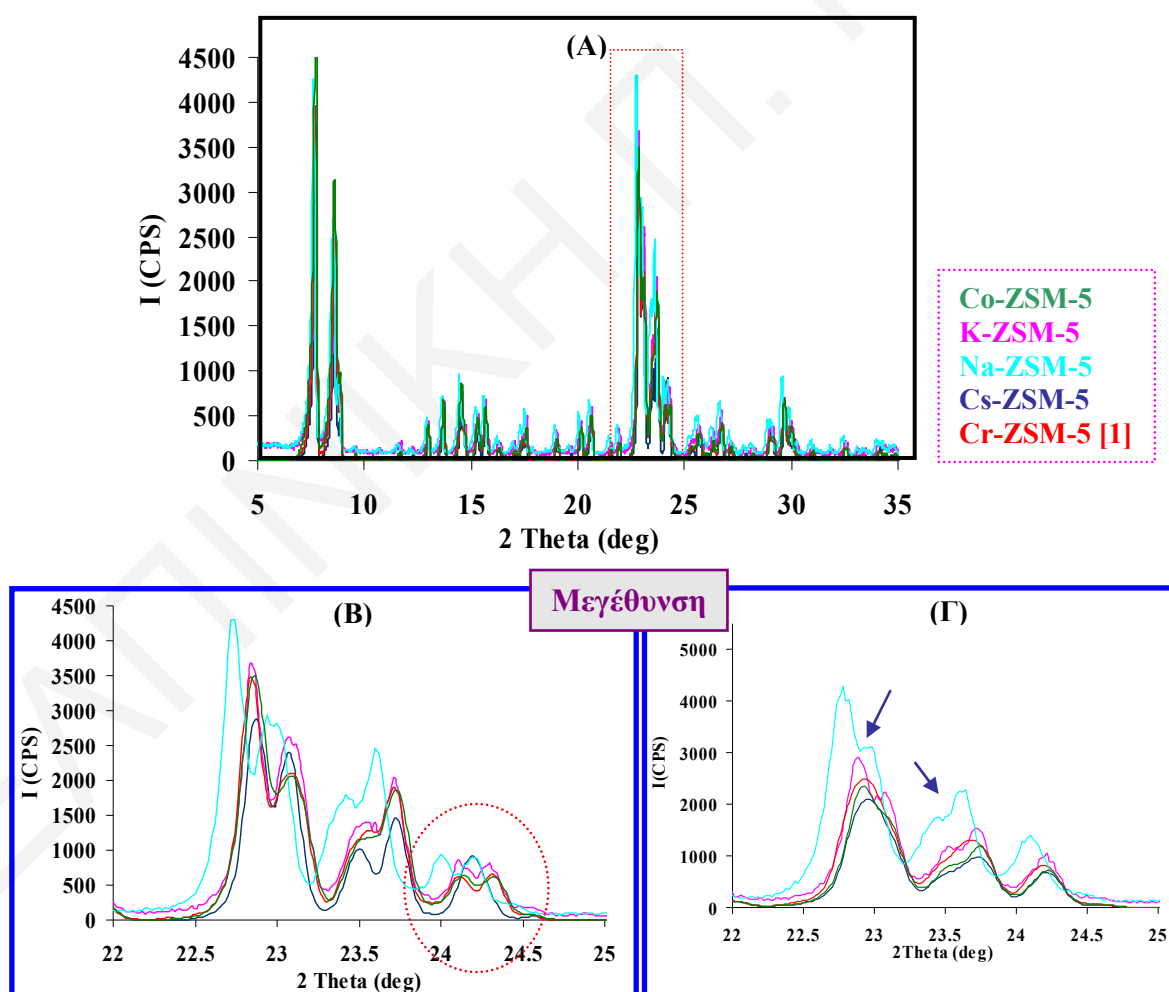 (A)
I (CPS)
4500
4000
3500
3000
2500
2000
1500
1000
500
0
5 10 15 20 25 30 35
2 Theta (deg)
Co-ZSM-5
K-ZSM-5
Na-ZSM-5
Cs-ZSM-5
Cr-ZSM-5 [1]
Μεγέθυνση
(B)
I (CPS)
4500
4000
3500
3000
2500
2000
1500
1000
500
0
22 22.5 23 23.5 24 24.5 25
2 Theta (deg)
(Γ)
I(CPS)
5000
4000
3000
2000
1000
0
22 22.5 23 23.5 24 24.5 25
2Theta (deg)